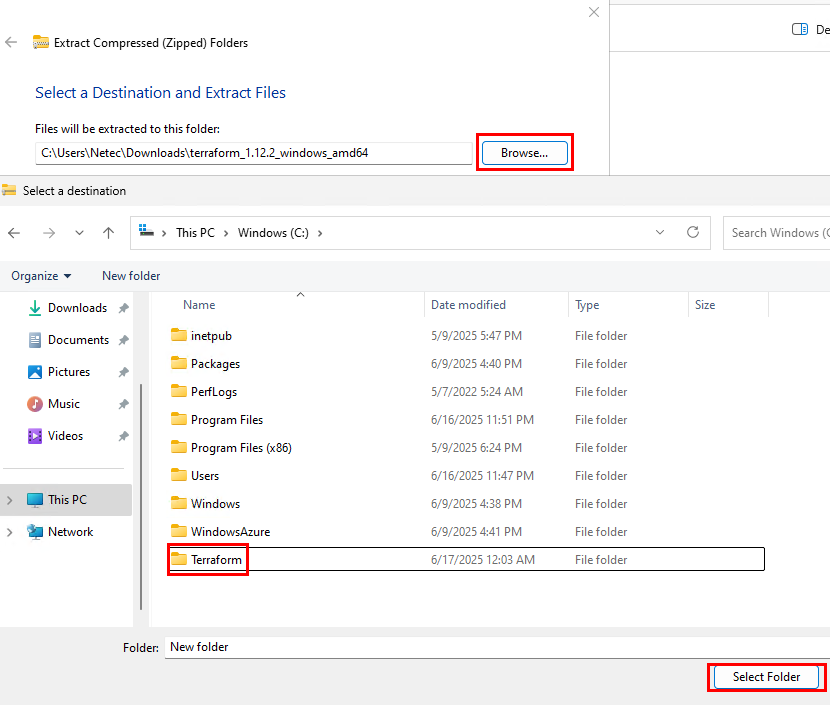 De
Extract Compressed (Zipped) Folders
Select a Destination and Extract Files
Files will be extracted to this folder:
C:\Users\Netec\Downloads\terraform_1.12.2_windows_amd64 Browse...
Select a destination
This PC > Windows (C:) > Search Windows (C
Organize New folder
Name Date modified Type Size
Downloads
Documents
Pictures
Music
Videos
This PC
Network
inetpub 5/9/2025 5:47 PM File folder
Packages 6/9/2025 4:40 PM File folder
PerfLogs 5/7/2022 5:24 AM File folder
Program Files 6/16/2025 11:51 PM File folder
Program Files (x86) 5/9/2025 6:24 PM File folder
Users 6/16/2025 11:47 PM File folder
Windows 6/9/2025 4:38 PM File folder
WindowsAzure 6/9/2025 4:41 PM File folder
Terraform 6/17/2025 12:03 AM File folder
Folder: New folder
Select Folder